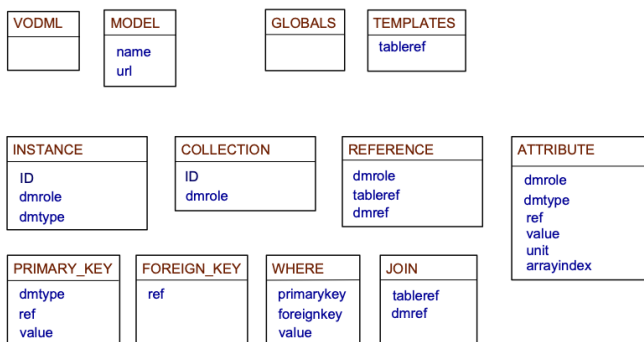 VODML
MODEL
name
url
GLOBALS
TEMPLATES
tableref
INSTANCE
ID
dmrole
dmtype
COLLECTION
ID
dmrole
REFERENCE
dmrole
tableref
dmref
ATTRIBUTE
dmrole
dmtype
ref
value
unit
arrayindex
PRIMARY_KEY
dmtype
ref
value
FOREIGN_KEY
ref
WHERE
primarykey
foreignkey
value
JOIN
tableref
dmref